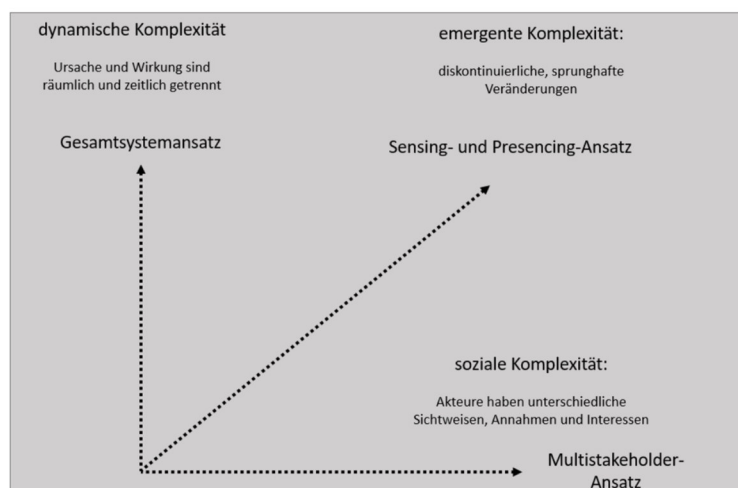 dynamische Komplexität
Ursache und Wirkung sind
räumlich und zeitlich getrennt
Gesamtsystemansatz
emergente Komplexität:
diskontinuierliche, sprunghafte
Veränderungen
Sensing- und Presencing-Ansatz
soziale Komplexität:
Akteure haben unterschiedliche
Sichtweisen, Annahmen und Interessen
Multistakeholder-
Ansatz